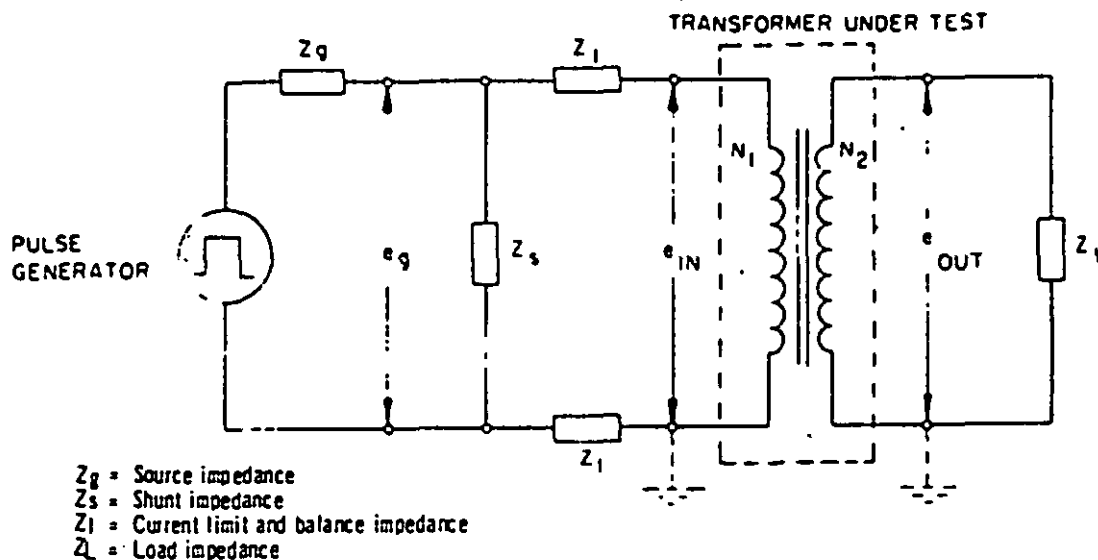 TRANSFORMER UNDER TEST
Zg
Z1
N1
N2
PULSE
GENERATOR
eg
Zs
eIN
eOUT
Z1
Zg = Source impedance
Zs = Shunt impedance
Z1 = Current limit and balance impedance
ZL = Load impedance